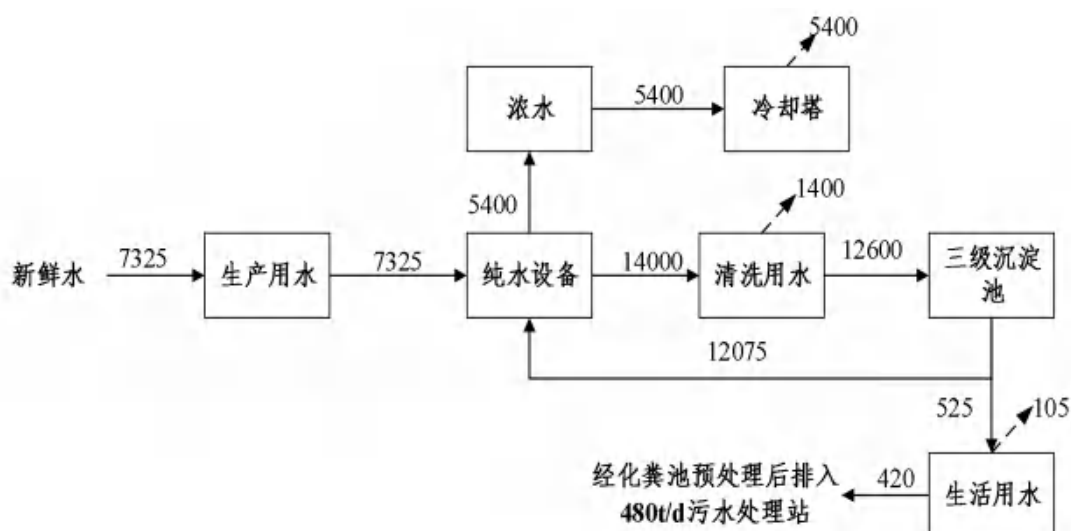 5400
浓水
5400
冷却塔
5400
1400
新鲜水
7325
生产用水
7325
纯水设备
14000
清洗用水
12600
三级沉淀
池
12075
525
105
经化粪池预处理后排入
480t/d污水处理站
420
生活用水